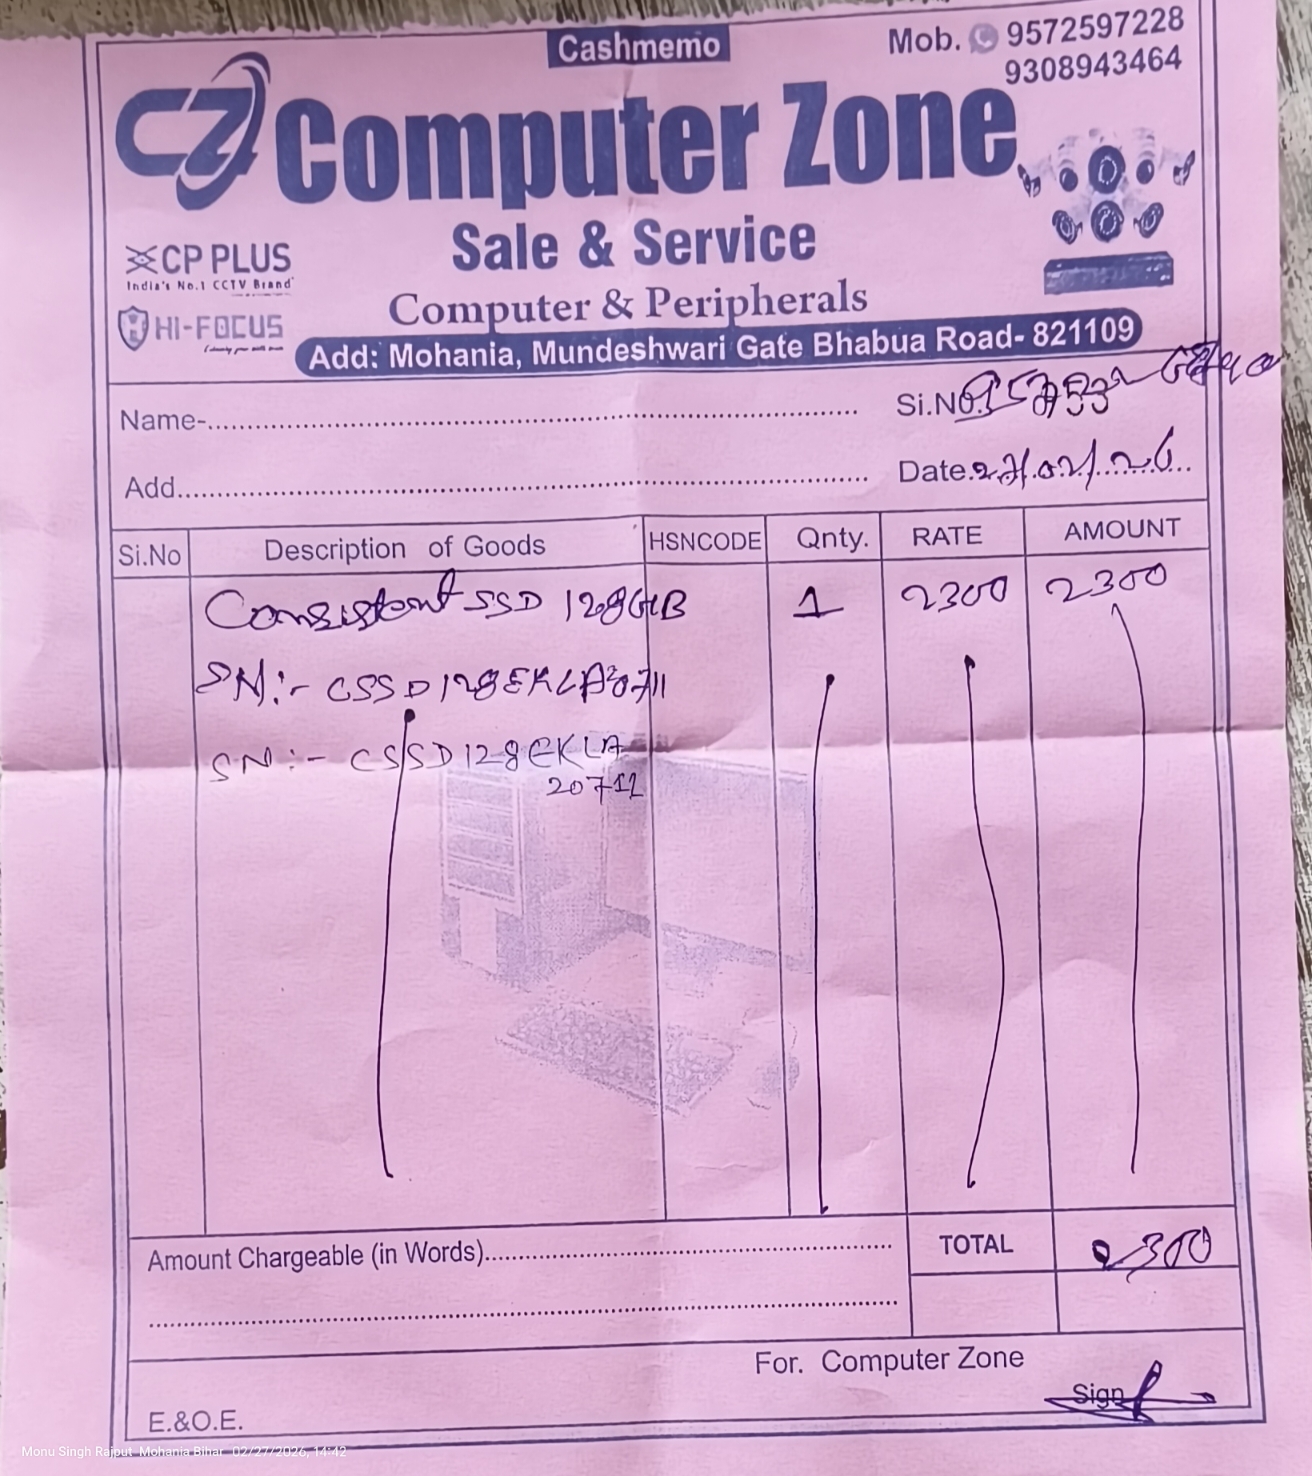 Cashmemo
Mob. 9572597228
9308943464
CZ Computer Zone
Sale & Service
CP PLUS
India's No.1 CCTV Brand
Computer & Peripherals
HI-FOCUS
Add: Mohania, Mundeshwari Gate Bhabua Road- 821109
Name-
Si.No.
Add.
Date. 27/02/26
Si.No Description of Goods HSNCODE Qnty. RATE AMOUNT
Consistent SSD 128GB 1 2300 2300
SN:- CSSD128EKLA20711
SN:- CSSD128EKLA
20711
Amount Chargeable (in Words)
TOTAL 2300
For. Computer Zone
Sign
E.&O.E.
Monu Singh Rajput Mohania Bihar 02/27/2026, 14:42